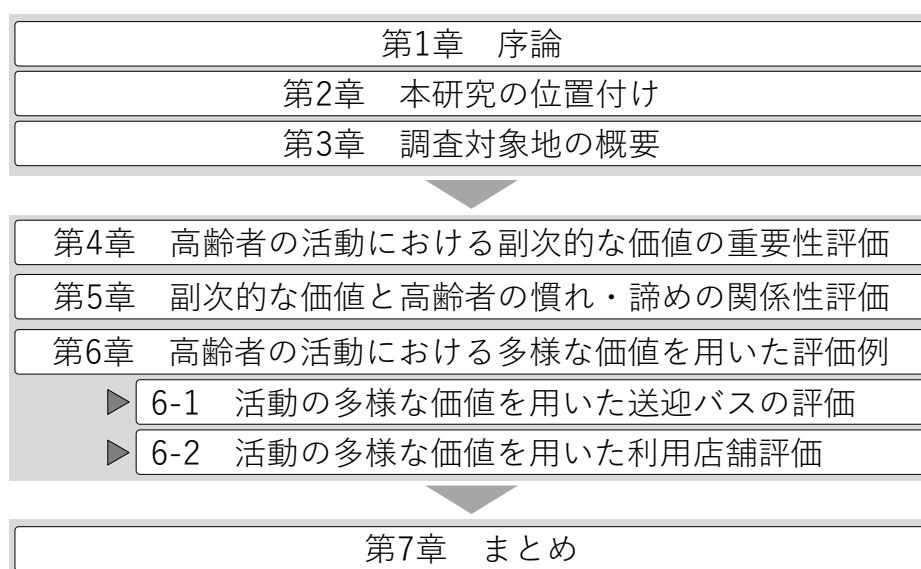 第1章　序論
第2章　本研究の位置付け
第3章　調査対象地の概要
第4章　高齢者の活動における副次的な価値の重要性評価
第5章　副次的な価値と高齢者の慣れ・諦めの関係性評価
第6章　高齢者の活動における多様な価値を用いた評価例
6-1　活動の多様な価値を用いた送迎バスの評価
6-2　活動の多様な価値を用いた利用店舗評価
第7章　まとめ